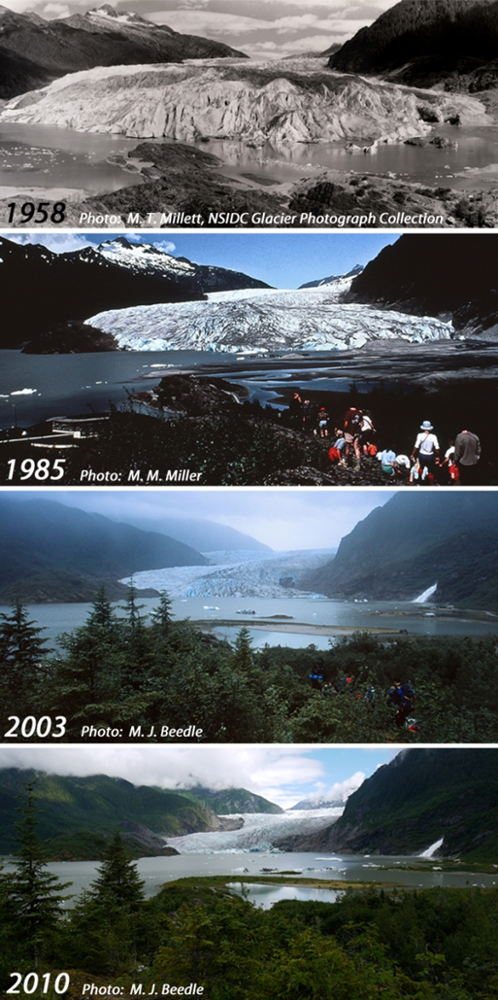 1958 Photo: M. T. Millett, NSIDC Glacier Photograph Collection
1985 Photo: M. M. Miller
2003 Photo: M. J. Beedle
2010 Photo: M. J. Beedle